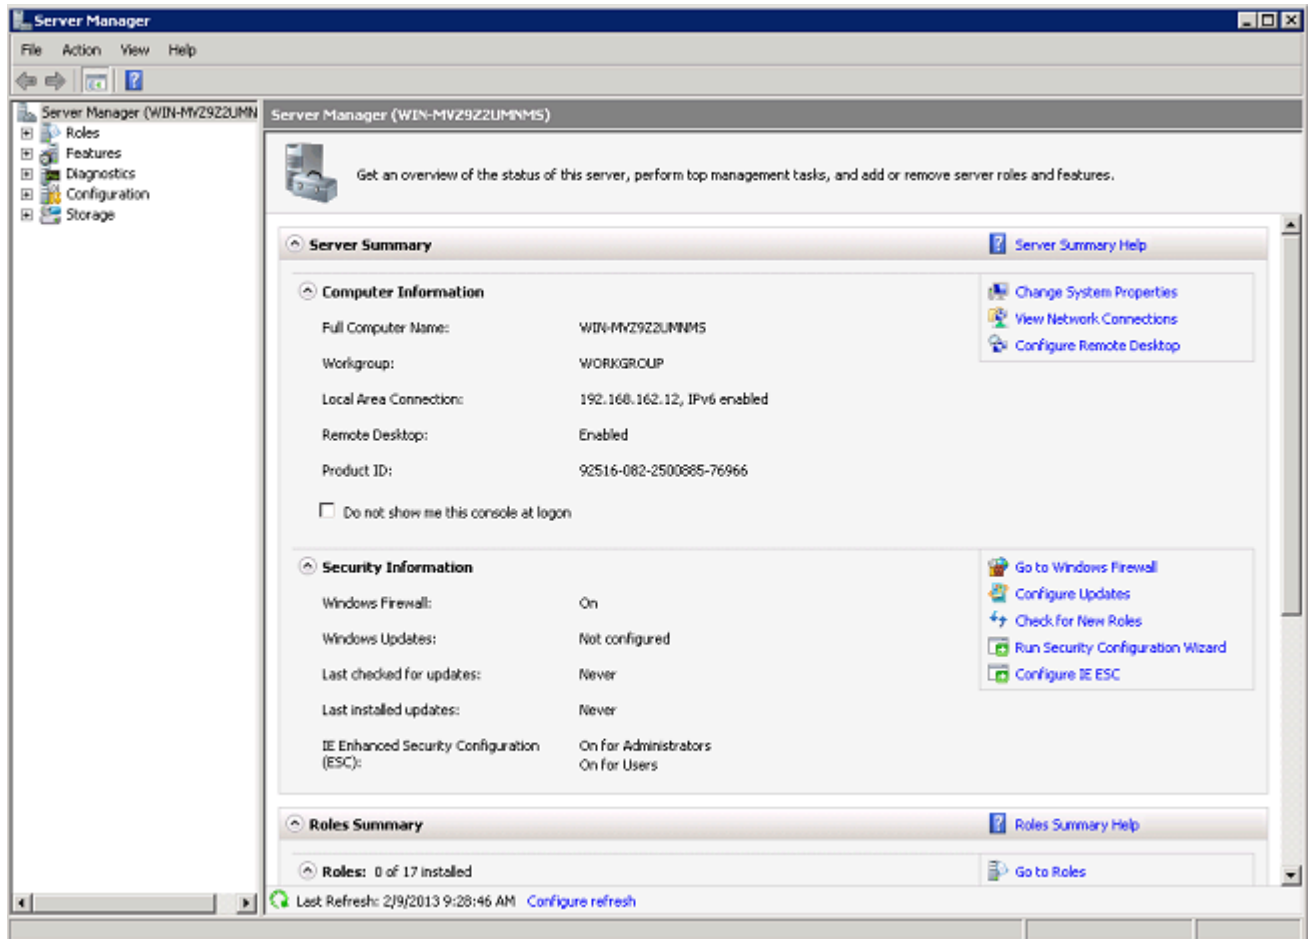 Server Manager
File Action View Help
Server Manager (WIN-MVZ9Z2UMN
Roles
Features
Diagnostics
Configuration
Storage
Server Manager (WIN-MVZ9Z2UMNMS)
Get an overview of the status of this server, perform top management tasks, and add or remove server roles and features.
Server Summary
Server Summary Help
Computer Information
Change System Properties
View Network Connections
Configure Remote Desktop
Full Computer Name: WIN-MVZ9Z2UMNMS
Workgroup: WORKGROUP
Local Area Connection: 192.168.162.12, IPv6 enabled
Remote Desktop: Enabled
Product ID: 92516-082-2500885-76966
Do not show me this console at logon
Security Information
Go to Windows Firewall
Configure Updates
Check for New Roles
Run Security Configuration Wizard
Configure IE ESC
Windows Firewall: On
Windows Updates: Not configured
Last checked for updates: Never
Last installed updates: Never
IE Enhanced Security Configuration On for Administrators
(ESC): On for Users
Roles Summary
Roles Summary Help
Roles: 0 of 17 installed
Go to Roles
Last Refresh: 2/9/2013 9:28:46 AM Configure refresh